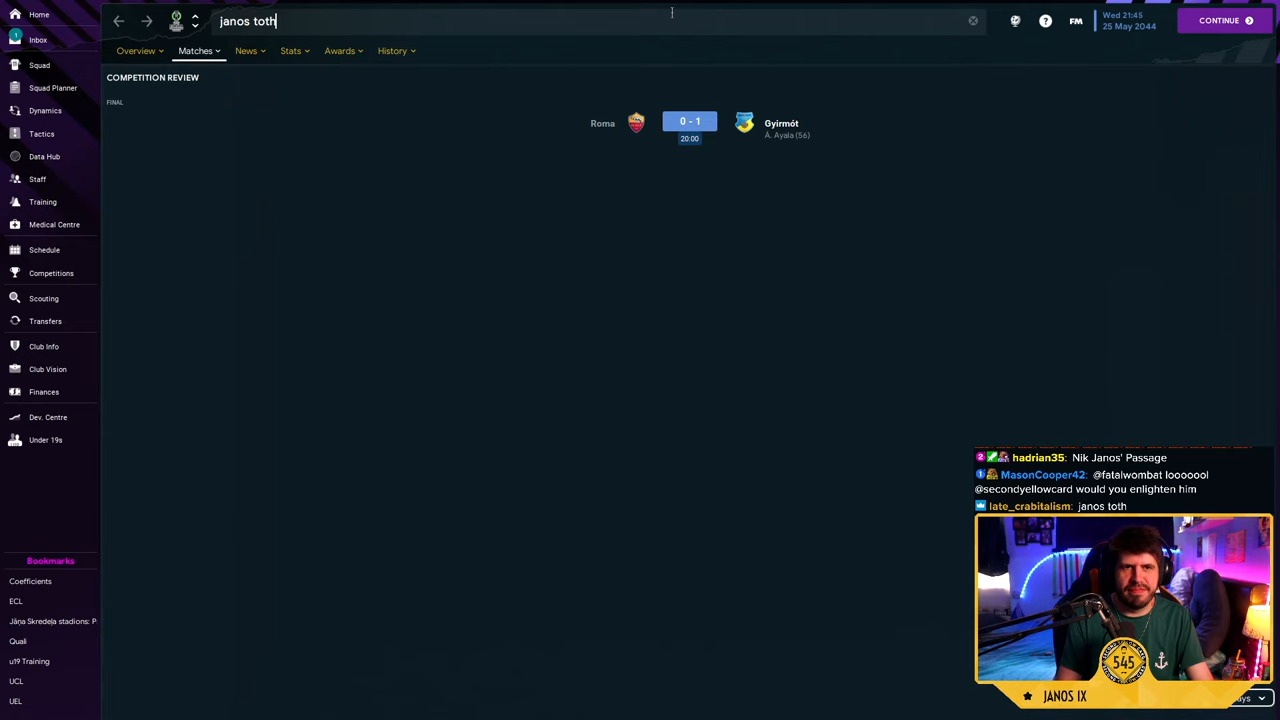 Home
Inbox
1
Squad
Squad Planner
Dynamics
Tactics
Data Hub
Staff
Training
Medical Centre
Schedule
Competitions
Scouting
Transfers
Club Info
Club Vision
Finances
Dev. Centre
Under 19s
Bookmarks
Coefficients
ECL
Jāņa Skredeļa stadions: P
Quali
u19 Training
UCL
UEL
janos toth
FM
Wed 21:45
25 May 2044
CONTINUE
Overview
Matches
News
Stats
Awards
History
COMPETITION REVIEW
FINAL
Roma
0 - 1
20:00
Gyirmót
Á. Ayala (56)
hadrian35: Nik Janos' Passage
MasonCooper42: @fatalwombat looooool
@secondyellowcard would you enlighten him
late_crabitalism: janos toth
545
JANOS IX